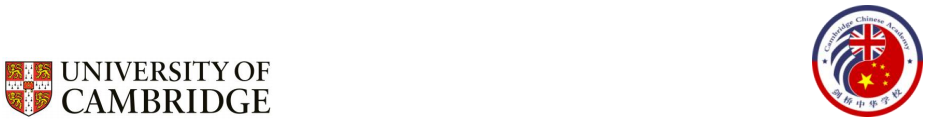 UNIVERSITY OF
CAMBRIDGE
Cambridge Chinese Academy
剑桥中华学校